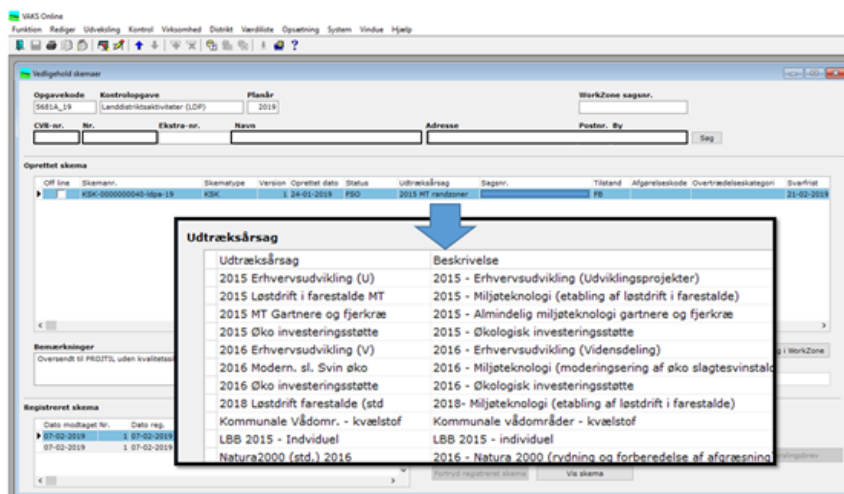 VAKS Online
Funktion Rediger Udveksling Kontrol Virksomhed Distrikt Værdiliste Opsætning System Vindue Hjælp
Vedligehold skemaer
Opgavekode Kontrolopgave Planår WorkZone sagsnr.
5681A_19 Landdistriktsaktiviteter (LDP) 2019
CVR-nr. Nr. Ekstra-nr. Navn Adresse Postnr. By
Søg
Oprettet skema
Off line Skemanr. Skematype Version Oprettet dato Status Udtræksårsag Sagsnr. Tilstand Afgørelseskode Overtrædelseskategori Svarfrist
KSK-0000000040-ldpa-19 KSK 1 24-01-2019 FSO 2015 MT randzoner FB 21-02-2019
Udtræksårsag
Udtræksårsag Beskrivelse
2015 Erhvervsudvikling (U) 2015 - Erhvervsudvikling (Udviklingsprojekter)
2015 Løstdrift i farestalde MT 2015 - Miljøteknologi (etabling af løstdrift i farestalde)
2015 MT Gartnere og fjerkræ 2015 - Almindelig miljøteknologi gartnere og fjerkræ
2015 Øko investeringsstøtte 2015 - Økologisk investeringsstøtte
2016 Erhvervsudvikling (V) 2016 - Erhvervsudvikling (Vidensdeling)
2016 Modern. sl. Svin øko 2016 - Miljøteknologi (moderingsering af øko slagtesvinstald
2016 Øko investeringsstøtte 2016 - Økologisk investeringsstøtte
2018 Løstdrift farestalde (std 2018- Miljøteknologi (etabling af løstdrift i farestalde)
Kommunale Vådomr. - kvælstof Kommunale vådområder - kvælstof
LBB 2015 - Individuel LBB 2015 - individuel
Natura2000 (std.) 2016 2016 - Natura 2000 (rydning og forberedelse af afgræsning)
Bemærkninger
Oversendt til PROJTIL uden
i WorkZone
Registreret skema
Dato modtaget Nr. Dato reg.
07-02-2019 1 07-02-2019
07-02-2019 1 07-02-2019
Fortryd registreret skema Vis skema